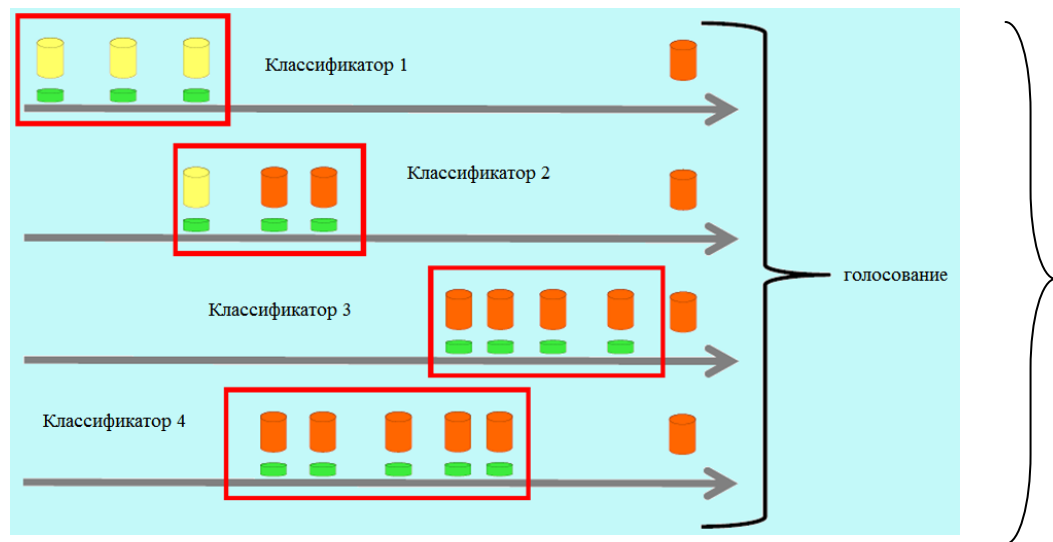 Классификатор 1
Классификатор 2
голосование
Классификатор 3
Классификатор 4